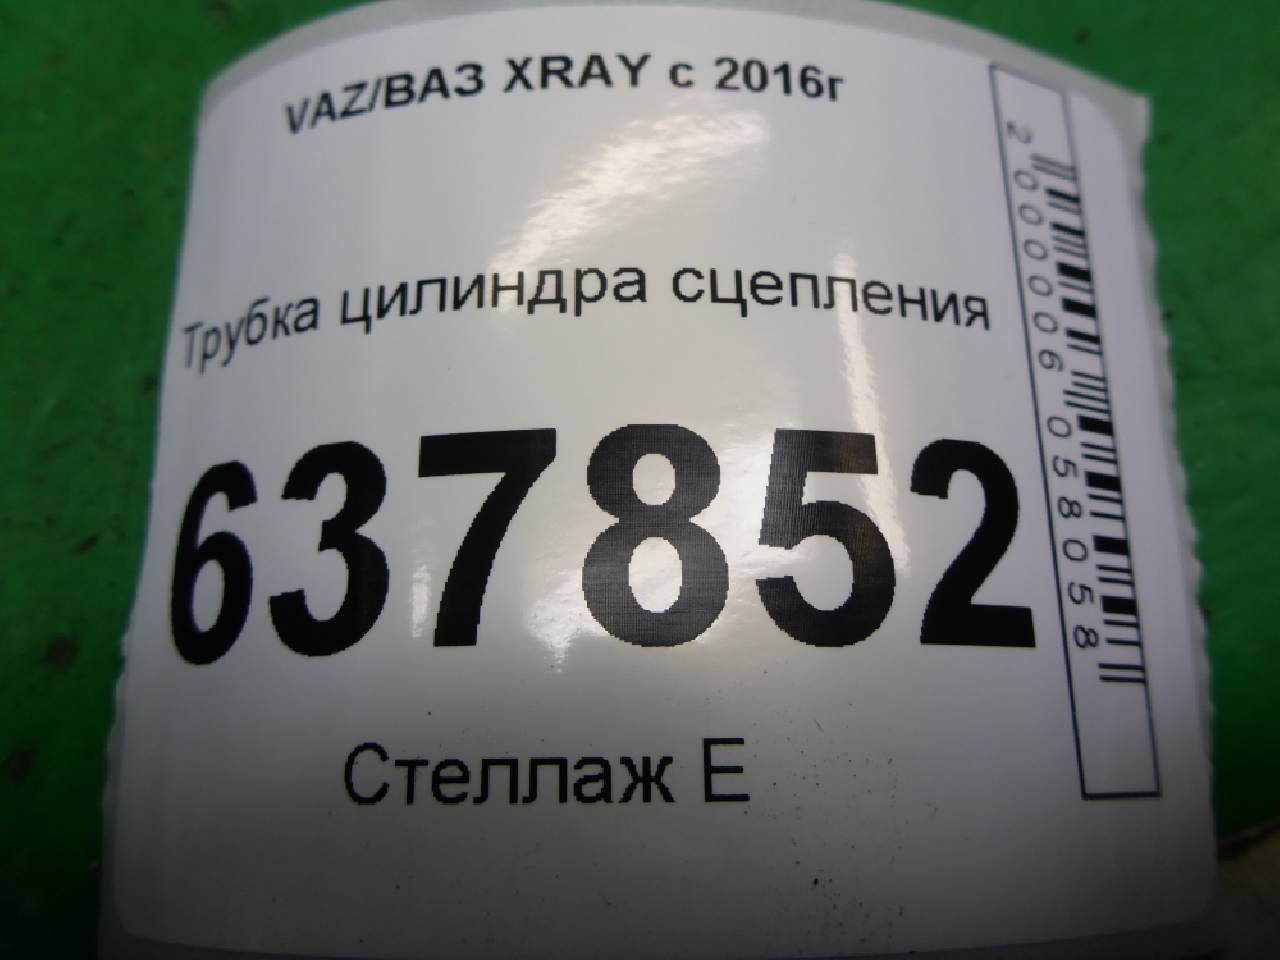 VAZ/ВАЗ XRAY с 2016г
Трубка цилиндра сцепления
637852
Стеллаж Е
2000006058058